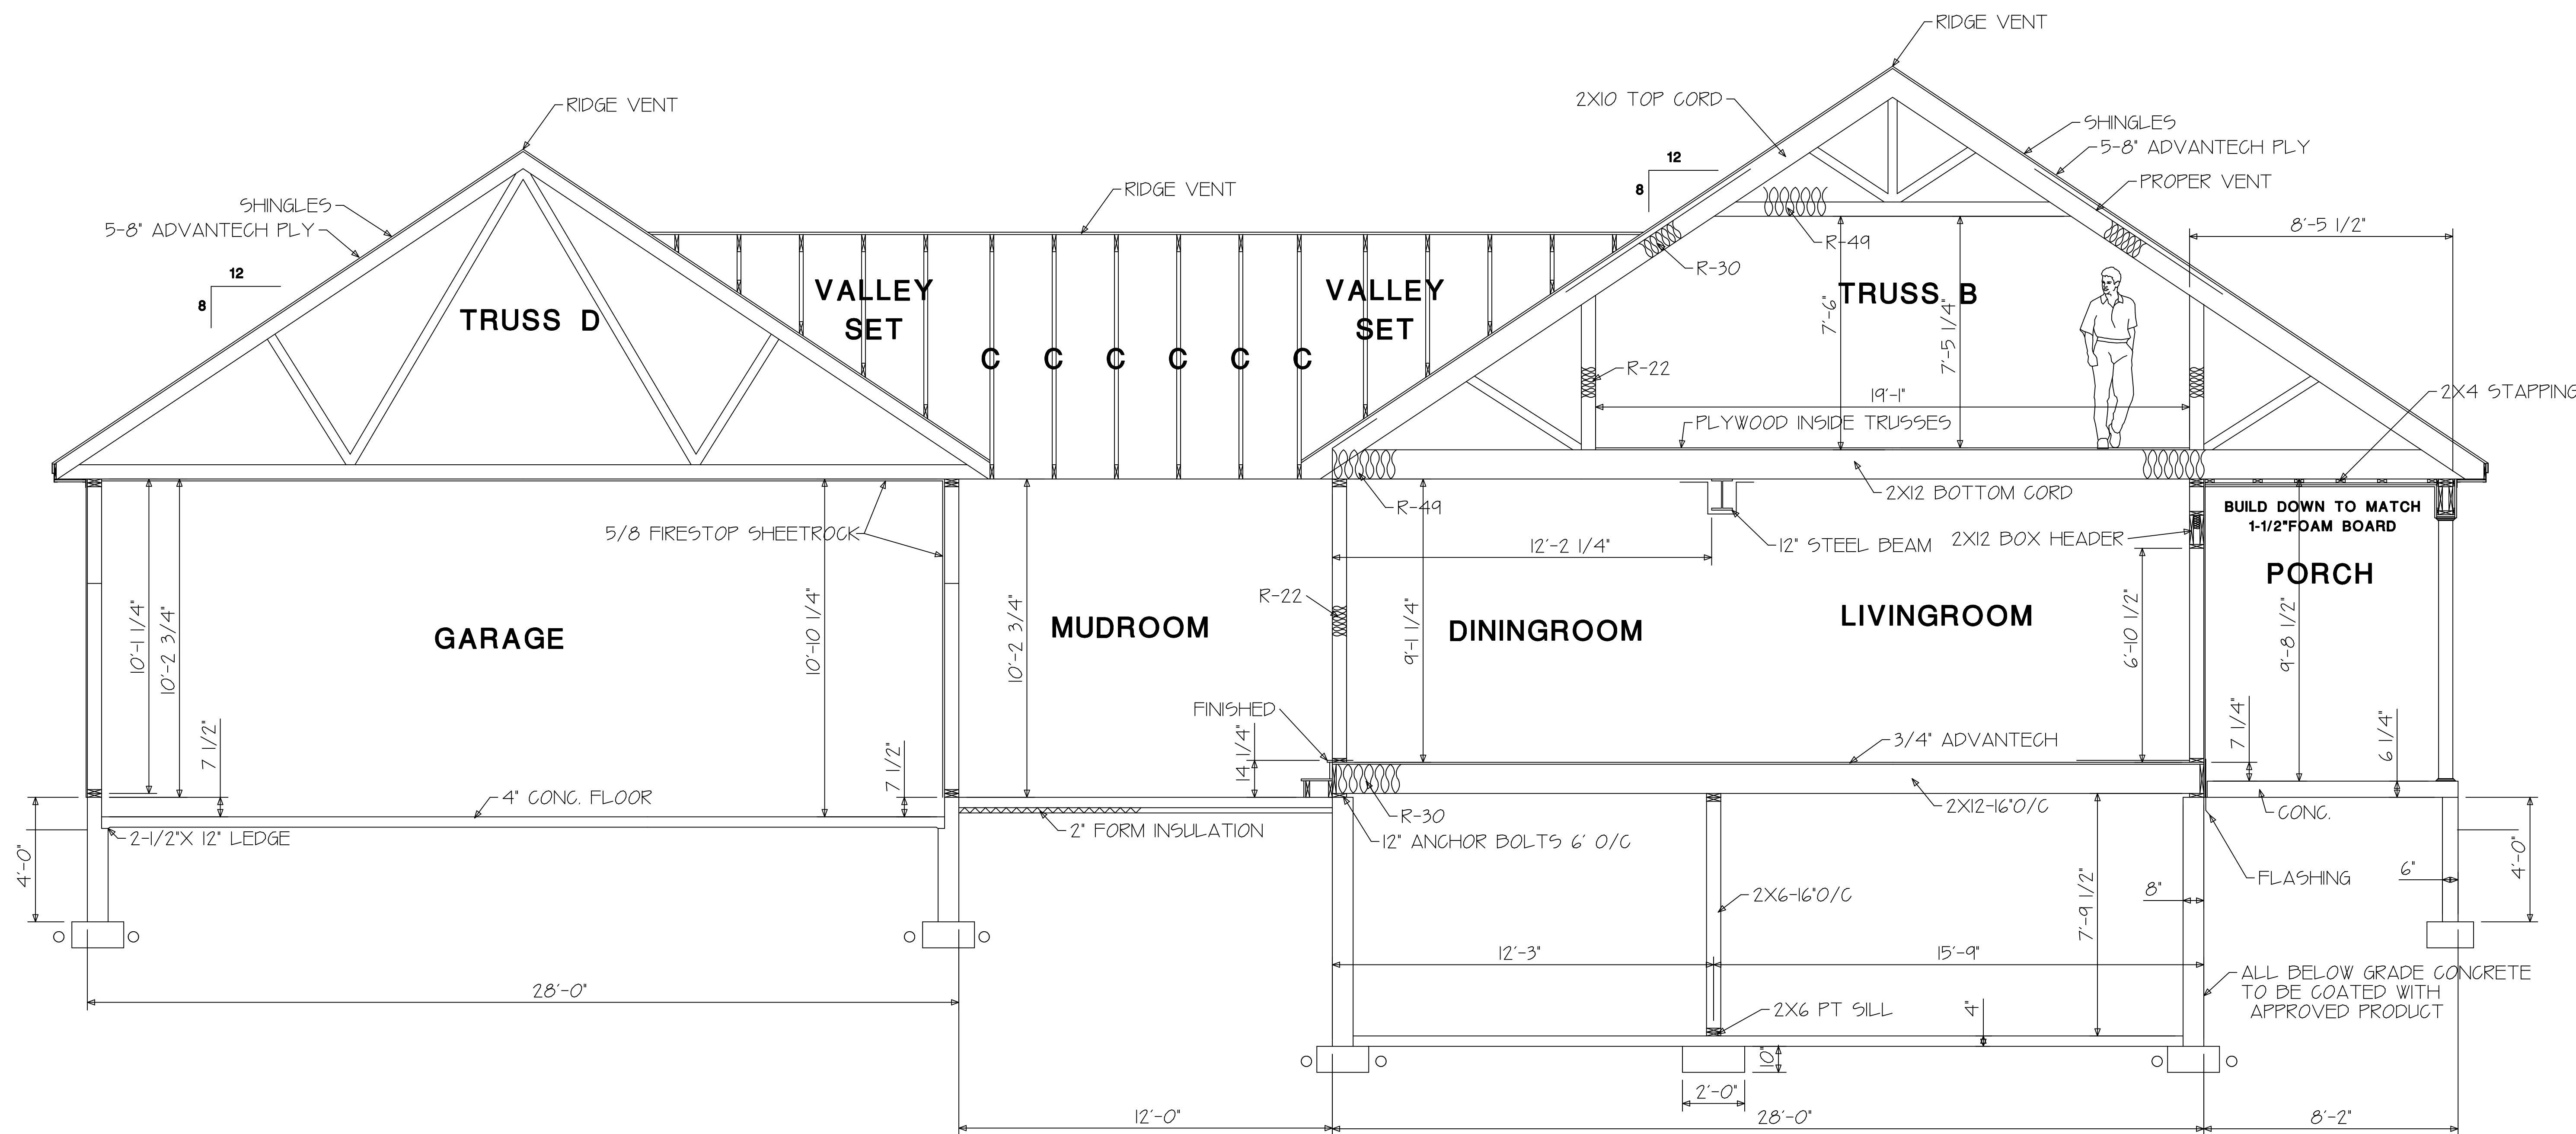 RIDGE VENT
2X10 TOP CORD
RIDGE VENT
SHINGLES
5-8" ADVANTECH PLY
12
8
PROPER VENT
RIDGE VENT
SHINGLES
5-8" ADVANTECH PLY
12
8
R-49
R-30
8'-5 1/2"
VALLEY
SET
VALLEY
SET
TRUSS D
TRUSS B
7'-6"
7'-5 1/4"
C C C C C C
R-22
19'-1"
2X4 STAPPING
PLYWOOD INSIDE TRUSSES
R-49
2X12 BOTTOM CORD
BUILD DOWN TO MATCH
1-1/2"FOAM BOARD
5/8 FIRESTOP SHEETROCK
12'-2 1/4"
12" STEEL BEAM
2X12 BOX HEADER
PORCH
R-22
GARAGE
MUDROOM
DININGROOM
LIVINGROOM
10'-1 1/4"
10'-2 3/4"
10'-10 1/4"
10'-2 3/4"
9'-1 1/4"
6'-10 1/2"
9'-8 1/2"
FINISHED
7 1/2"
7 1/2"
14 1/4"
3/4" ADVANTECH
7 1/4"
6 1/4"
4" CONC. FLOOR
2-1/2"X 12" LEDGE
2" FORM INSULATION
R-30
12" ANCHOR BOLTS 6' O/C
2X12-16"O/C
CONC.
4'-0"
FLASHING
6"
4'-0"
2X6-16"O/C
7'-9 1/2"
8"
12'-3"
15'-9"
28'-0"
2X6 PT SILL
4"
ALL BELOW GRADE CONCRETE
TO BE COATED WITH
APPROVED PRODUCT
10"
2'-0"
12'-0"
28'-0"
8'-2"